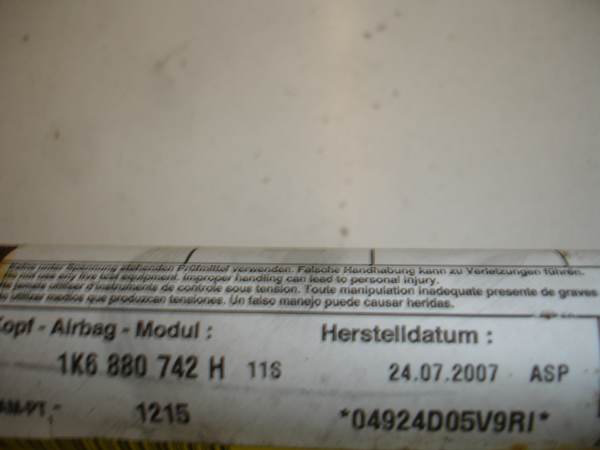 Keine unter Spannung stehenden Prüfmittel verwenden. Falsche Handhabung kann zu Verletzungen führen.
not use any live test equipment. Improper handling can lead to personal injury.
jamais utiliser d'instruments de controle sous tension. Toute manipulation inadequate presente de graves
utilizar medios que produzcan tensiones. Un falso manejo puede causar heridas.
Kopf - Airbag - Modul : Herstelldatum :
1K6 880 742 H 11S 24.07.2007 ASP
1215 *04924D05V9RI*